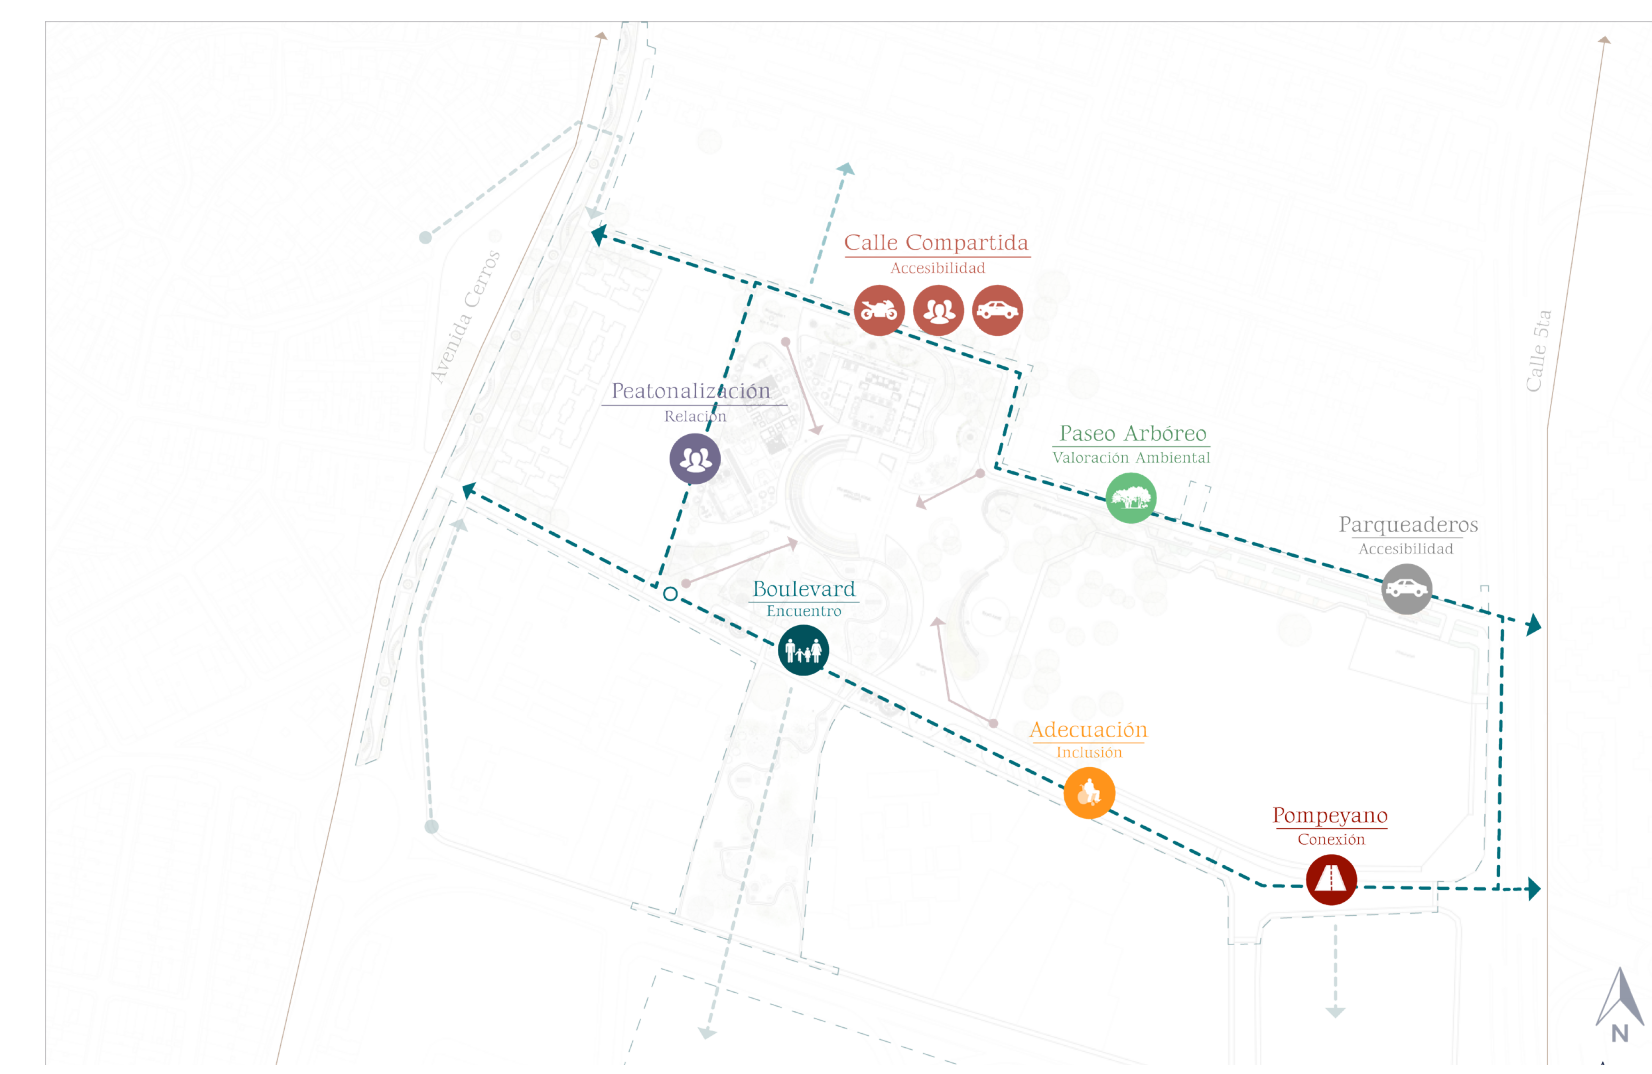 Calle Compartida
Accesibilidad
Avenida Cerros
Calle 5ta
Peatonalización
Relación
Paseo Arbóreo
Valoración Ambiental
Parqueaderos
Accesibilidad
Boulevard
Encuentro
Adecuación
Inclusión
Pompeyano
Conexión
N